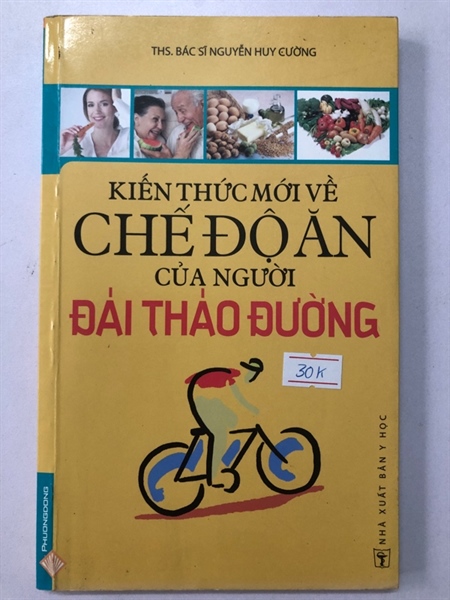 THS. BÁC SĨ NGUYỄN HUY CƯỜNG
KIẾN THỨC MỚI VỀ
CHẾ ĐỘ ĂN
CỦA NGƯỜI
ĐÁI THÁO ĐƯỜNG
30K
NHÀ XUẤT BẢN Y HỌC
PHUONGDONG